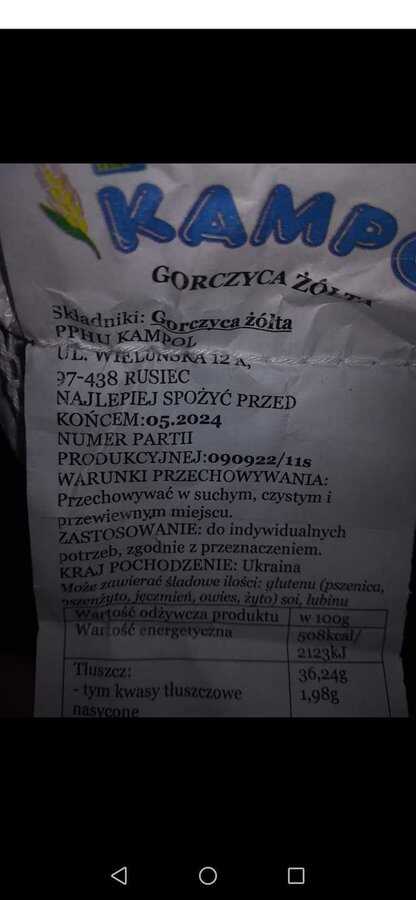 KAMPO
GORCZYCA ŻÓŁTA
Składniki: Gorczyca żółta
PPHU KAMPOL
UL. WIELUŃSKA 12 A,
97-438 RUSIEC
NAJLEPIEJ SPOŻYĆ PRZED
KOŃCEM:05.2024
NUMER PARTII
PRODUKCYJNEJ:090922/11s
WARUNKI PRZECHOWYWANIA:
Przechowywać w suchym, czystym i
przewiewnym miejscu.
ZASTOSOWANIE: do indywidualnych
potrzeb, zgodnie z przeznaczeniem.
KRAJ POCHODZENIE: Ukraina
Może zawierać śladowe ilości: glutenu (pszenica,
pszenżyto, jęczmień, owies, żyto) soi, łubinu
Wartość odżywcza produktu w 100g
Wartość energetyczna 508kcal/
2123kJ
Tłuszcz: 36,24g
- tym kwasy tłuszczowe 1,98g
nasycone